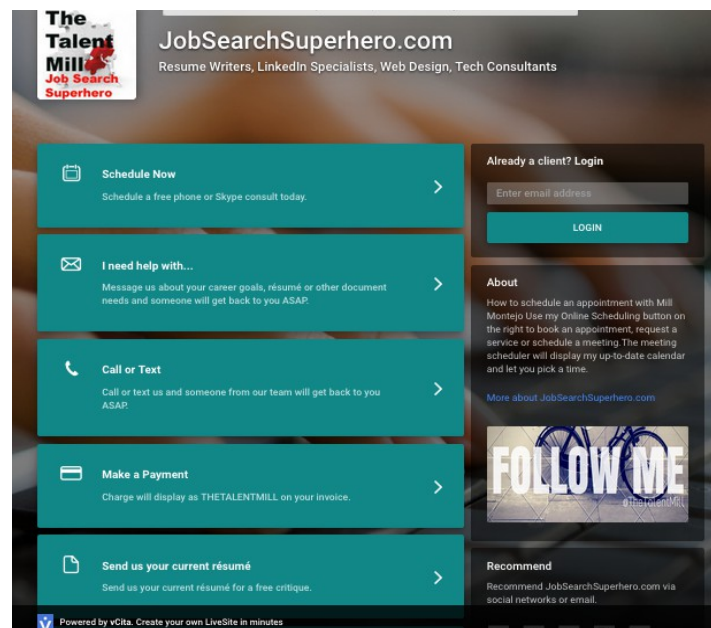 The
Talent
Mill
Job Search
Superhero
JobSearchSuperhero.com
Resume Writers, LinkedIn Specialists, Web Design, Tech Consultants
Schedule Now
Schedule a free phone or Skype consult today.
I need help with...
Message us about your career goals, résumé or other document
needs and someone will get back to you ASAP.
Call or Text
Call or text us and someone from our team will get back to you
ASAP.
Make a Payment
Charge will display as THETALENTMILL on your invoice.
Send us your current résumé
Send us your current résumé for a free critique.
Already a client? Login
Enter email address
LOGIN
About
How to schedule an appointment with Mill
Montejo Use my Online Scheduling button on
the right to book an appointment, request a
service or schedule a meeting.The meeting
scheduler will display my up-to-date calendar
and let you pick a time.
More about JobSearchSuperhero.com
FOLLOW ME
@TheTalentMill
Recommend
Recommend JobSearchSuperhero.com via
social networks or email.
Powered by vCita. Create your own LiveSite in minutes